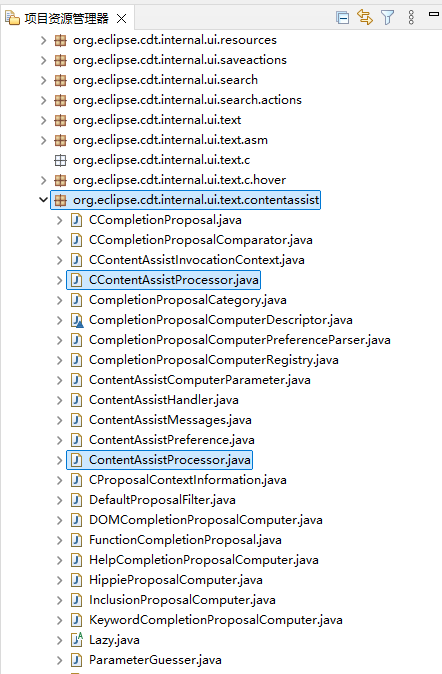 项目资源管理器
org.eclipse.cdt.internal.ui.resources
org.eclipse.cdt.internal.ui.saveactions
org.eclipse.cdt.internal.ui.search
org.eclipse.cdt.internal.ui.search.actions
org.eclipse.cdt.internal.ui.text
org.eclipse.cdt.internal.ui.text.asm
org.eclipse.cdt.internal.ui.text.c
org.eclipse.cdt.internal.ui.text.c.hover
org.eclipse.cdt.internal.ui.text.contentassist
CCompletionProposal.java
CCompletionProposalComparator.java
CContentAssistInvocationContext.java
CContentAssistProcessor.java
CompletionProposalCategory.java
CompletionProposalComputerDescriptor.java
CompletionProposalComputerPreferenceParser.java
CompletionProposalComputerRegistry.java
ContentAssistComputerParameter.java
ContentAssistHandler.java
ContentAssistMessages.java
ContentAssistPreference.java
ContentAssistProcessor.java
CProposalContextInformation.java
DefaultProposalFilter.java
DOMCompletionProposalComputer.java
FunctionCompletionProposal.java
HelpCompletionProposalComputer.java
HippieProposalComputer.java
InclusionProposalComputer.java
KeywordCompletionProposalComputer.java
Lazy.java
ParameterGuesser.java